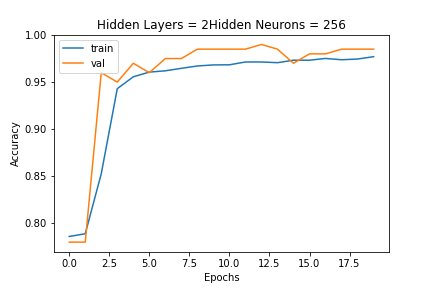 Hidden Layers = 2Hidden Neurons = 256
train
val
1.00
0.95
0.90
0.85
0.80
Accuracy
0.0 2.5 5.0 7.5 10.0 12.5 15.0 17.5
Epochs